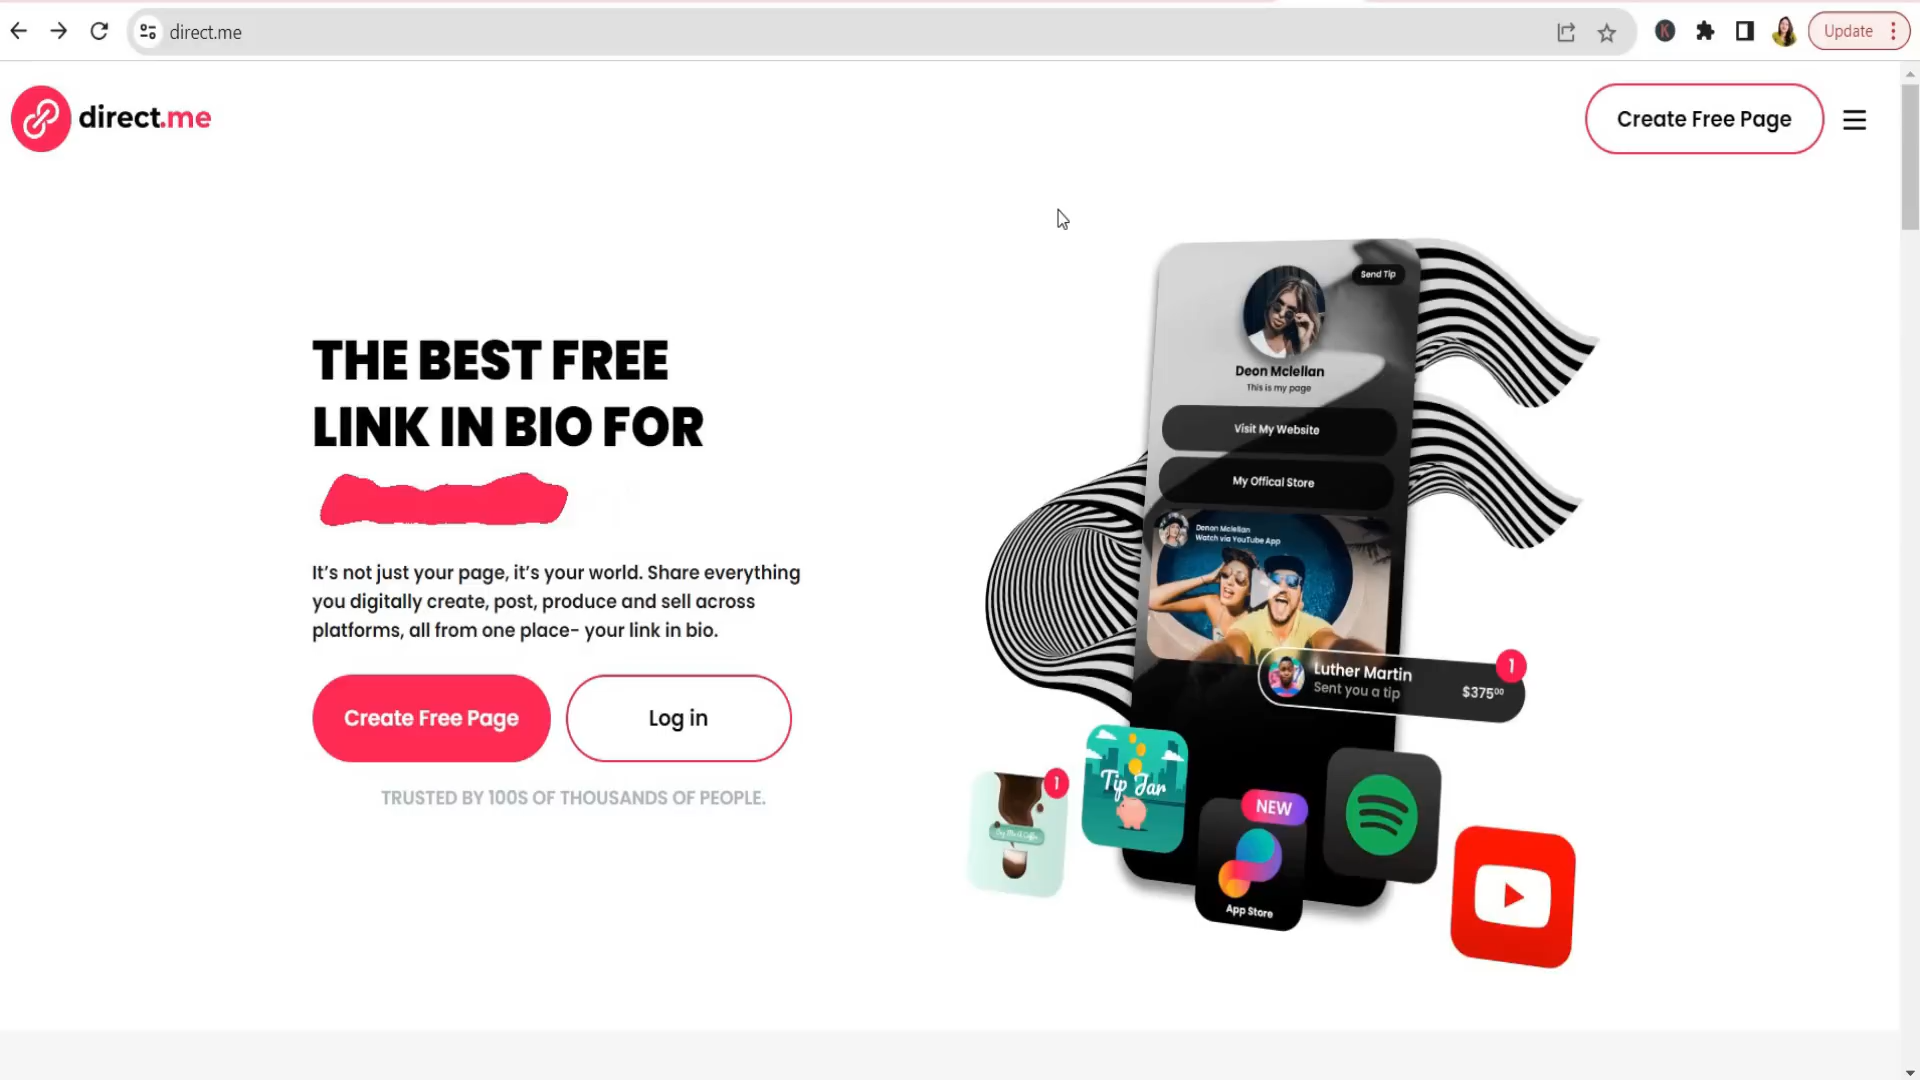 direct.me
Update
direct.me
Create Free Page
THE BEST FREE
LINK IN BIO FOR
It's not just your page, it's your world. Share everything
you digitally create, post, produce and sell across
platforms, all from one place- your link in bio.
Create Free Page
Log in
TRUSTED BY 100S OF THOUSANDS OF PEOPLE.
Send Tip
Deon Mclellan
This is my page
Visit My Website
My Offical Store
Denon Mclellan
Watch via YouTube App
Luther Martin
Sent you a tip
$375⁰⁰
1
Tip Jar
1
NEW
App Store